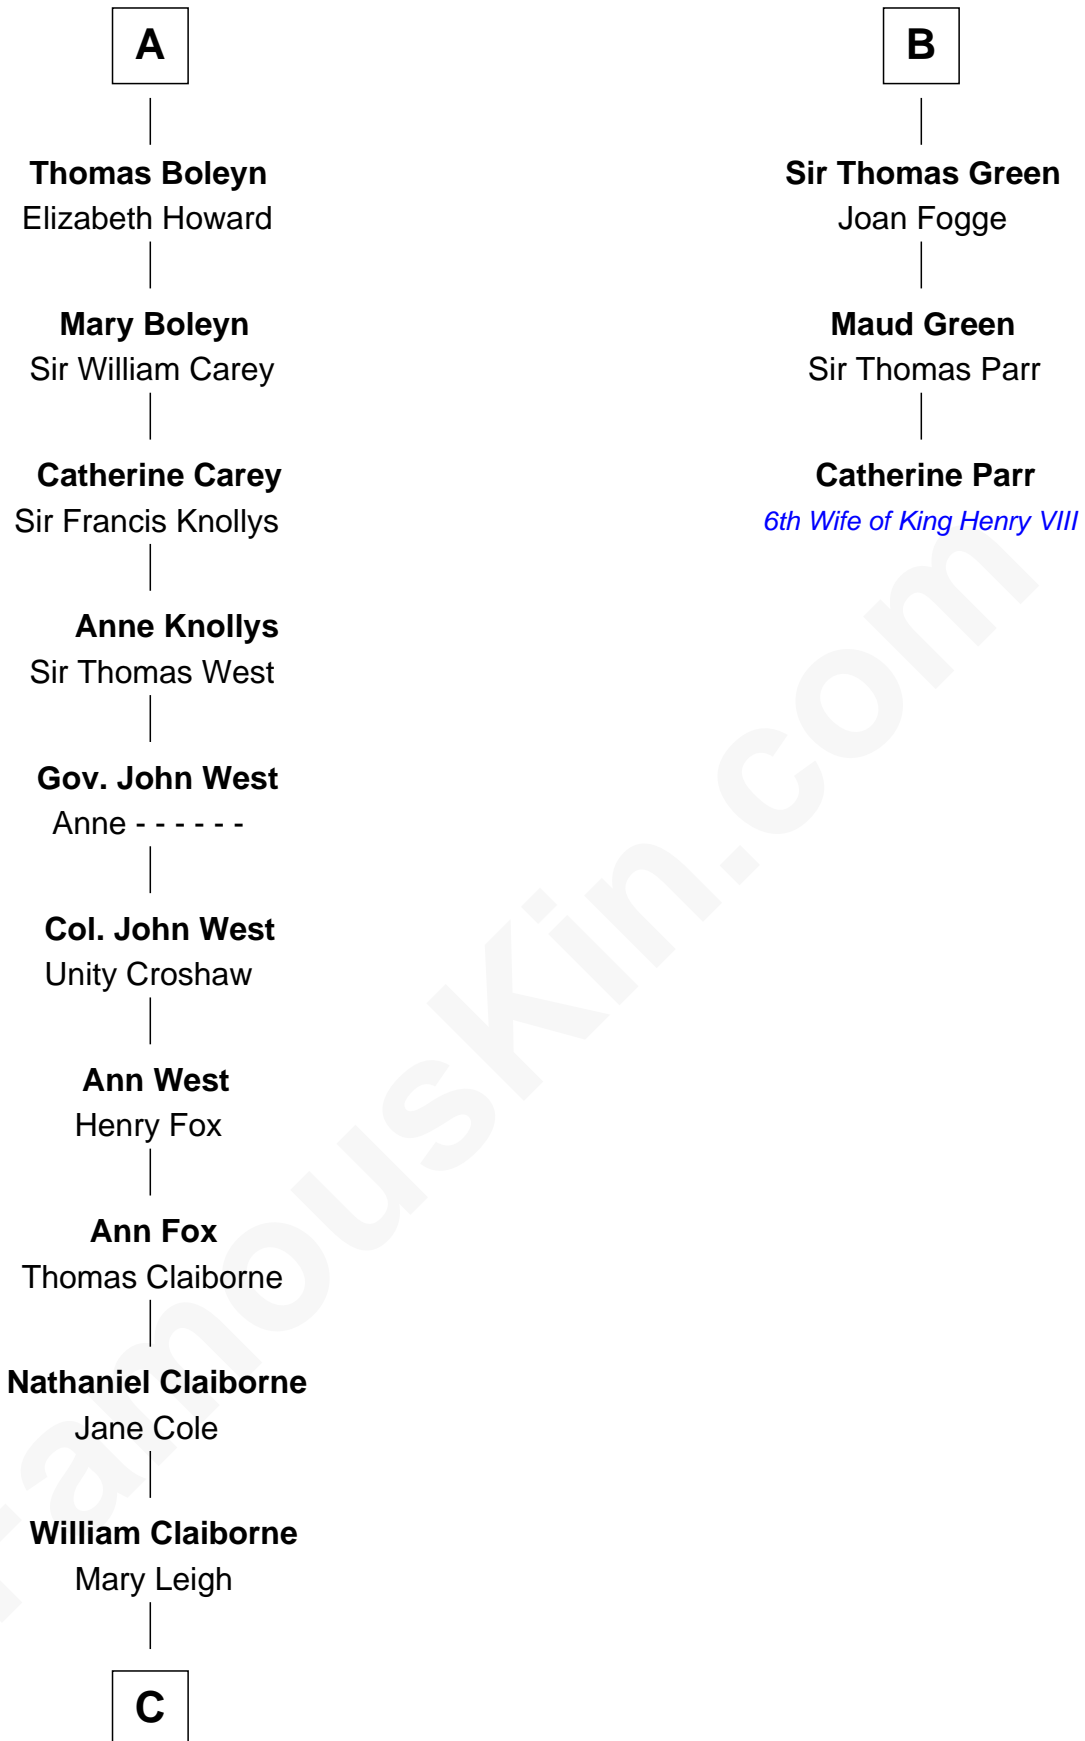 A
Thomas Boleyn
Elizabeth Howard
Mary Boleyn
Sir William Carey
Catherine Carey
Sir Francis Knollys
Anne Knollys
Sir Thomas West
Gov. John West
Anne - - - - - -
Col. John West
Unity Croshaw
Ann West
Henry Fox
Ann Fox
Thomas Claiborne
Nathaniel Claiborne
Jane Cole
William Claiborne
Mary Leigh
C
B
Sir Thomas Green
Joan Fogge
Maud Green
Sir Thomas Parr
Catherine Parr
6th Wife of King Henry VIII
FamousKin.com